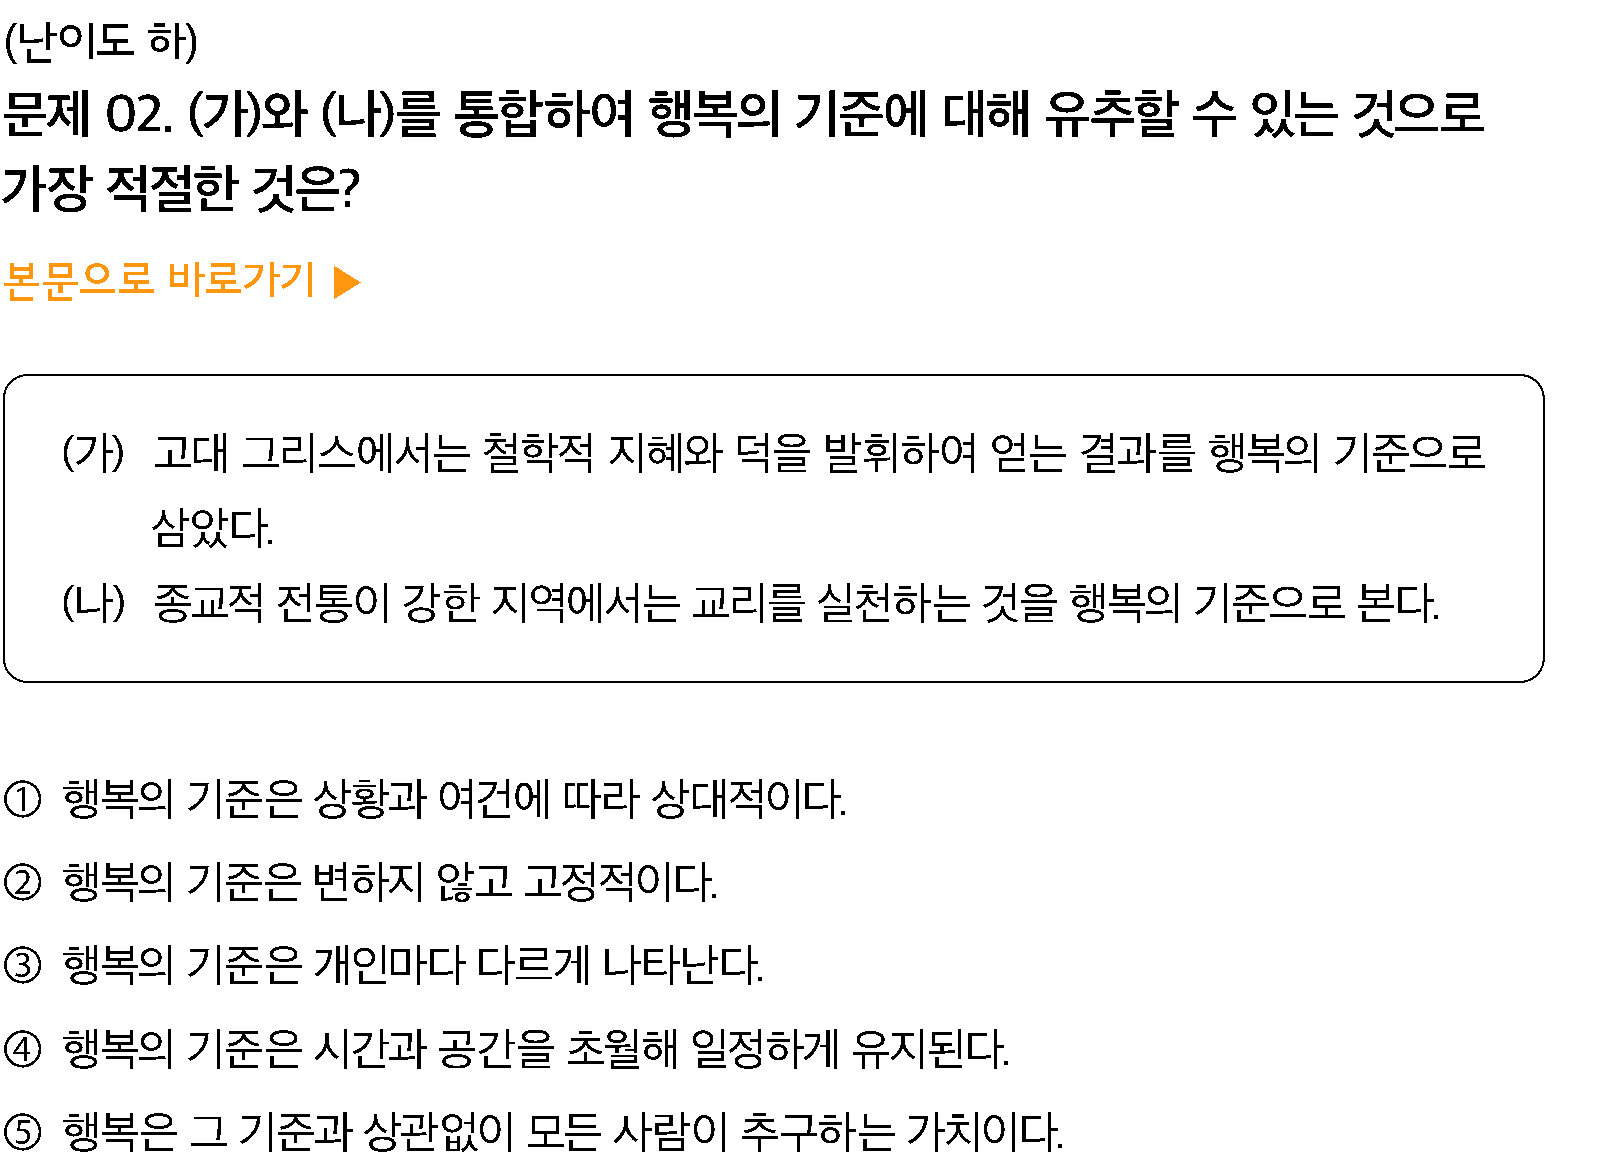 (난이도 하)
문제 02. (가)와 (나)를 통합하여 행복의 기준에 대해 유추할 수 있는 것으로
가장 적절한 것은?
본문으로 바로가기 ▶
(가) 고대 그리스에서는 철학적 지혜와 덕을 발휘하여 얻는 결과를 행복의 기준으로
삼았다.
(나) 종교적 전통이 강한 지역에서는 교리를 실천하는 것을 행복의 기준으로 본다.
① 행복의 기준은 상황과 여건에 따라 상대적이다.
② 행복의 기준은 변하지 않고 고정적이다.
③ 행복의 기준은 개인마다 다르게 나타난다.
④ 행복의 기준은 시간과 공간을 초월해 일정하게 유지된다.
⑤ 행복은 그 기준과 상관없이 모든 사람이 추구하는 가치이다.